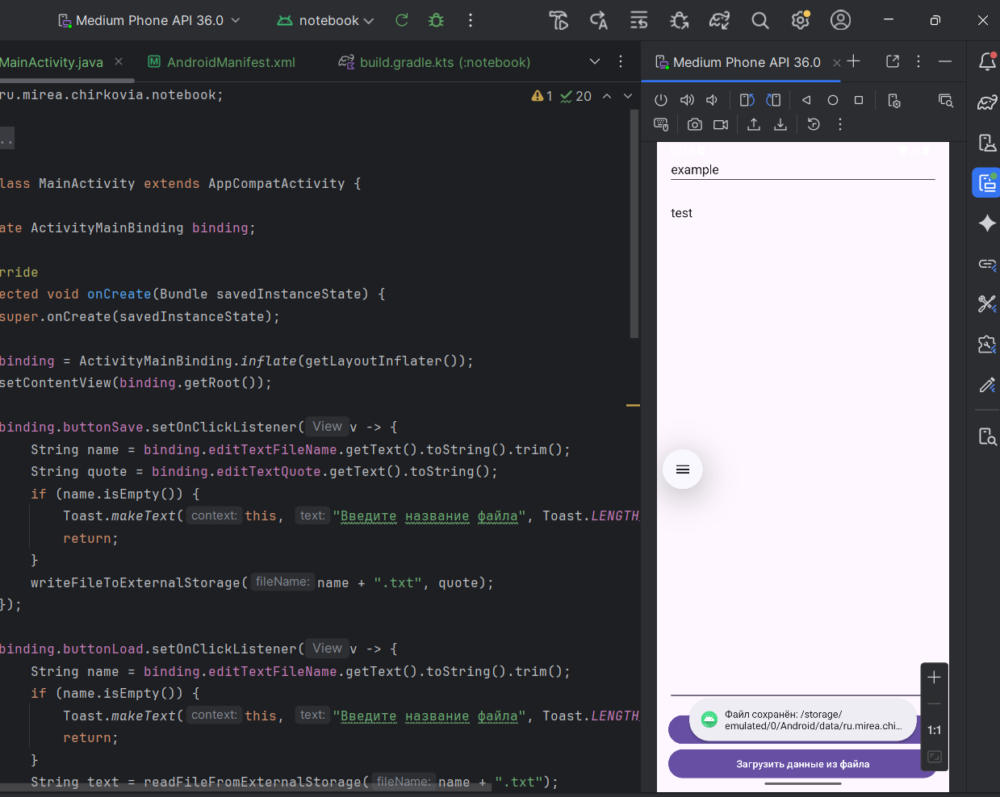 Medium Phone API 36.0
notebook
MainActivity.java
AndroidManifest.xml
build.gradle.kts (:notebook)
Medium Phone API 36.0
ru.mirea.chirkovia.notebook;
1 20
..
lass MainActivity extends AppCompatActivity {
ate ActivityMainBinding binding;
rride
ected void onCreate(Bundle savedInstanceState) {
super.onCreate(savedInstanceState);
binding = ActivityMainBinding.inflate(getLayoutInflater());
setContentView(binding.getRoot());
binding.buttonSave.setOnClickListener( View v -> {
String name = binding.editTextFileName.getText().toString().trim();
String quote = binding.editTextQuote.getText().toString();
if (name.isEmpty()) {
Toast.makeText( context: this, text: "Введите название файла", Toast.LENGTH
return;
}
writeFileToExternalStorage( fileName: name + ".txt", quote);
});
binding.buttonLoad.setOnClickListener( View v -> {
String name = binding.editTextFileName.getText().toString().trim();
if (name.isEmpty()) {
Toast.makeText( context: this, text: "Введите название файла", Toast.LENGTH
return;
}
String text = readFileFromExternalStorage( fileName: name + ".txt");
example
test
Файл сохранён: /storage/
emulated/0/Android/data/ru.mirea.chi...
Загрузить данные из файла
1:1